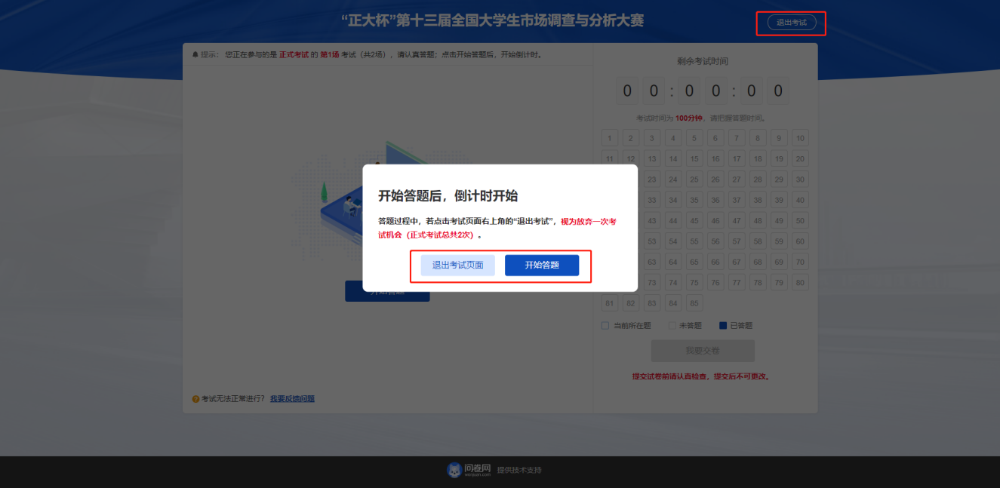 “正大杯”第十三届全国大学生市场调查与分析大赛
退出考试
提示： 您正在参与的是 正式考试 的 第1场 考试（共2场），请认真答题；点击开始答题后，开始倒计时。
剩余考试时间
0 0 : 0 0 : 0 0
考试时间为 100分钟，请把握答题时间。
1 2 3 4 5 6 7 8 9 10
11 12 13 14 15 16 17 18 19 20
23 24 25 26 27 28 29 30
33 34 35 36 37 38 39 40
43 44 45 46 47 48 49 50
53 54 55 56 57 58 59 60
63 64 65 66 67 68 69 70
73 74 75 76 77 78 79 80
81 82 83 84 85
开始答题后，倒计时开始
答题过程中，若点击考试页面右上角的“退出考试”，视为放弃一次考
试机会（正式考试总共2次）。
退出考试页面 开始答题
开始答题
当前所在题 未答题 已答题
我要交卷
提交试卷前请认真检查，提交后不可更改。
考试无法正常进行？ 我要反馈问题
问卷网
wenjuan.com
提供技术支持